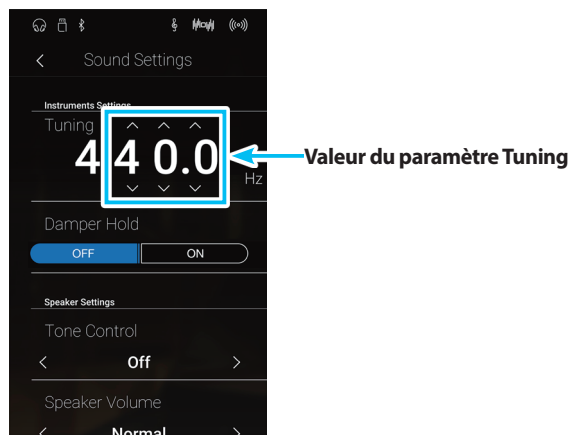 Sound Settings
Instruments Settings
Tuning
440.0
Hz
Valeur du paramètre Tuning
Damper Hold
OFF ON
Speaker Settings
Tone Control
Off
Speaker Volume
Normal